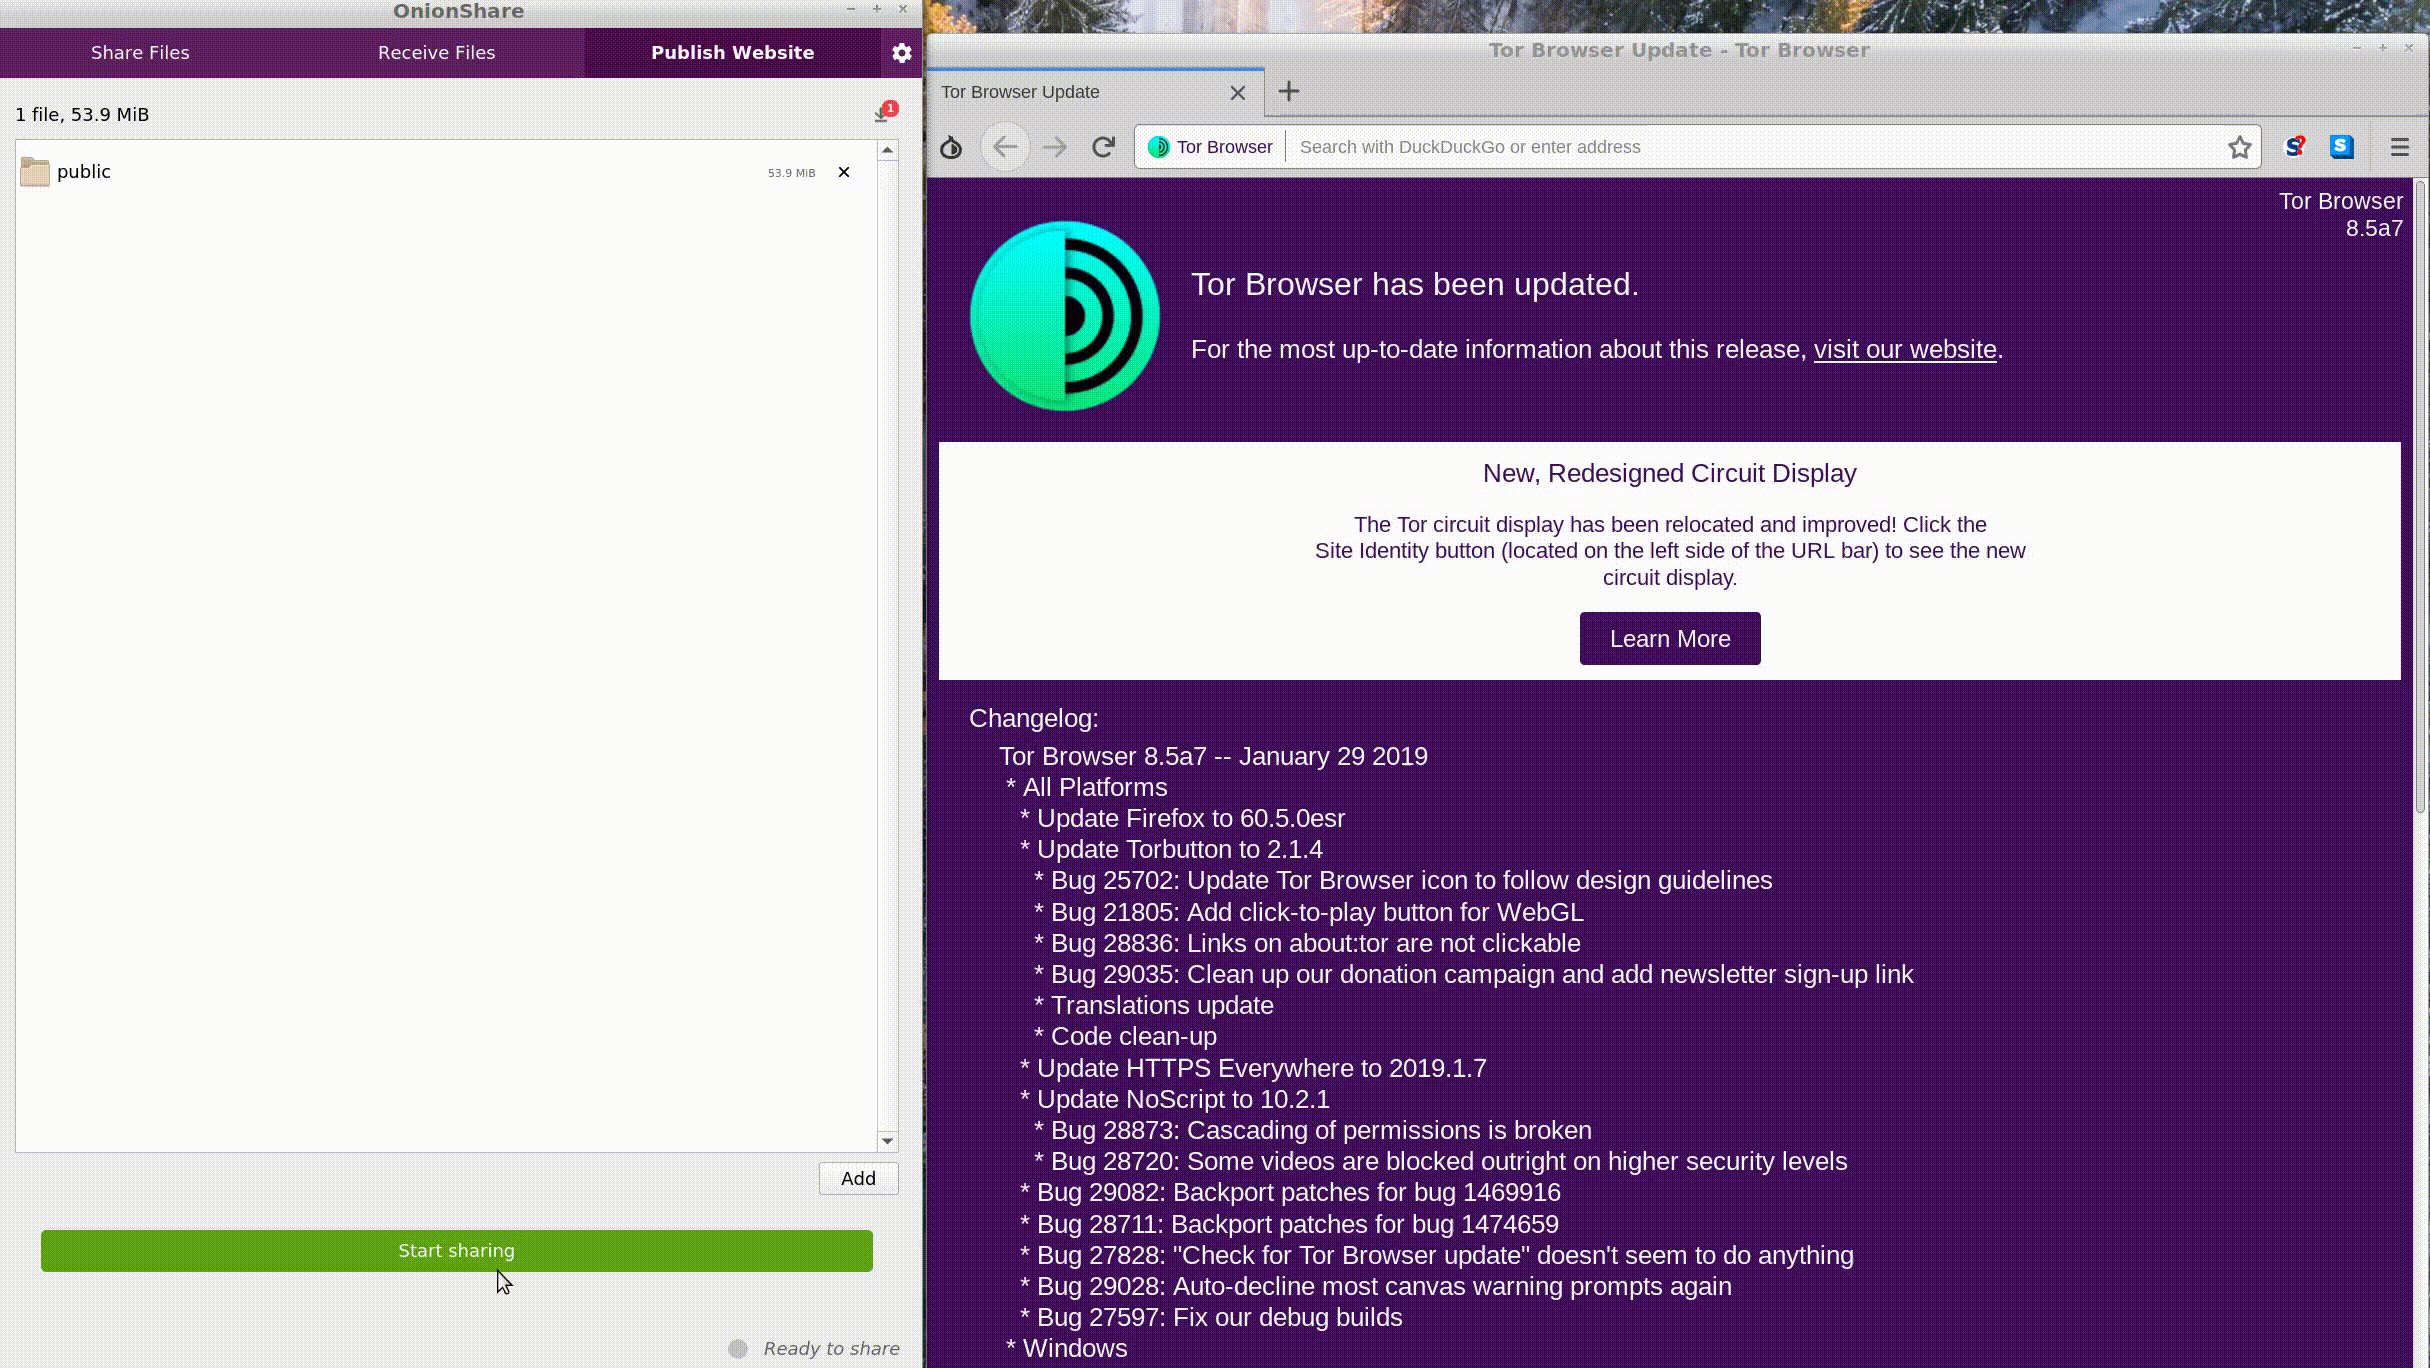 OnionShare
Share Files
Receive Files
Publish Website
1 file, 53.9 MiB
1
public
53.9 MiB
Add
Start sharing
Ready to share
Tor Browser Update - Tor Browser
Tor Browser Update
Tor Browser
Search with DuckDuckGo or enter address
S
S
Tor Browser
8.5a7
Tor Browser has been updated.
For the most up-to-date information about this release, visit our website.
New, Redesigned Circuit Display
The Tor circuit display has been relocated and improved! Click the
Site Identity button (located on the left side of the URL bar) to see the new
circuit display.
Learn More
Changelog:
Tor Browser 8.5a7 -- January 29 2019
* All Platforms
* Update Firefox to 60.5.0esr
* Update Torbutton to 2.1.4
* Bug 25702: Update Tor Browser icon to follow design guidelines
* Bug 21805: Add click-to-play button for WebGL
* Bug 28836: Links on about:tor are not clickable
* Bug 29035: Clean up our donation campaign and add newsletter sign-up link
* Translations update
* Code clean-up
* Update HTTPS Everywhere to 2019.1.7
* Update NoScript to 10.2.1
* Bug 28873: Cascading of permissions is broken
* Bug 28720: Some videos are blocked outright on higher security levels
* Bug 29082: Backport patches for bug 1469916
* Bug 28711: Backport patches for bug 1474659
* Bug 27828: "Check for Tor Browser update" doesn't seem to do anything
* Bug 29028: Auto-decline most canvas warning prompts again
* Bug 27597: Fix our debug builds
* Windows